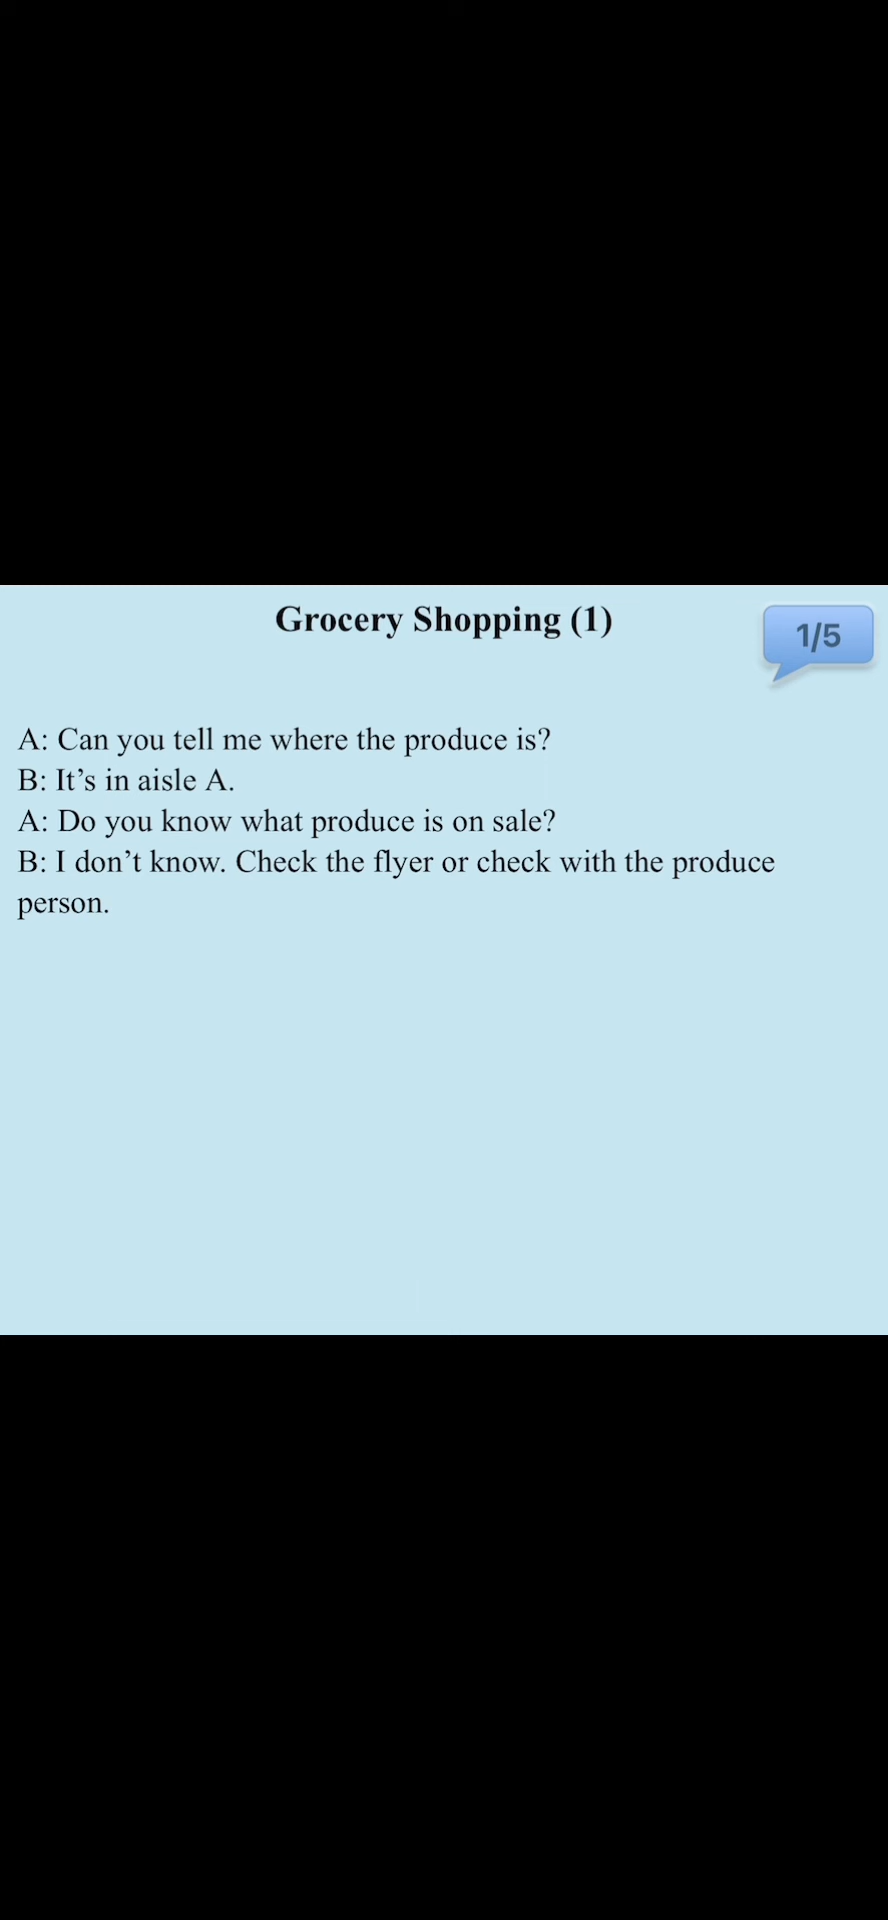 Grocery Shopping (1)
1/5
A: Can you tell me where the produce is?
B: It’s in aisle A.
A: Do you know what produce is on sale?
B: I don’t know. Check the flyer or check with the produce
person.